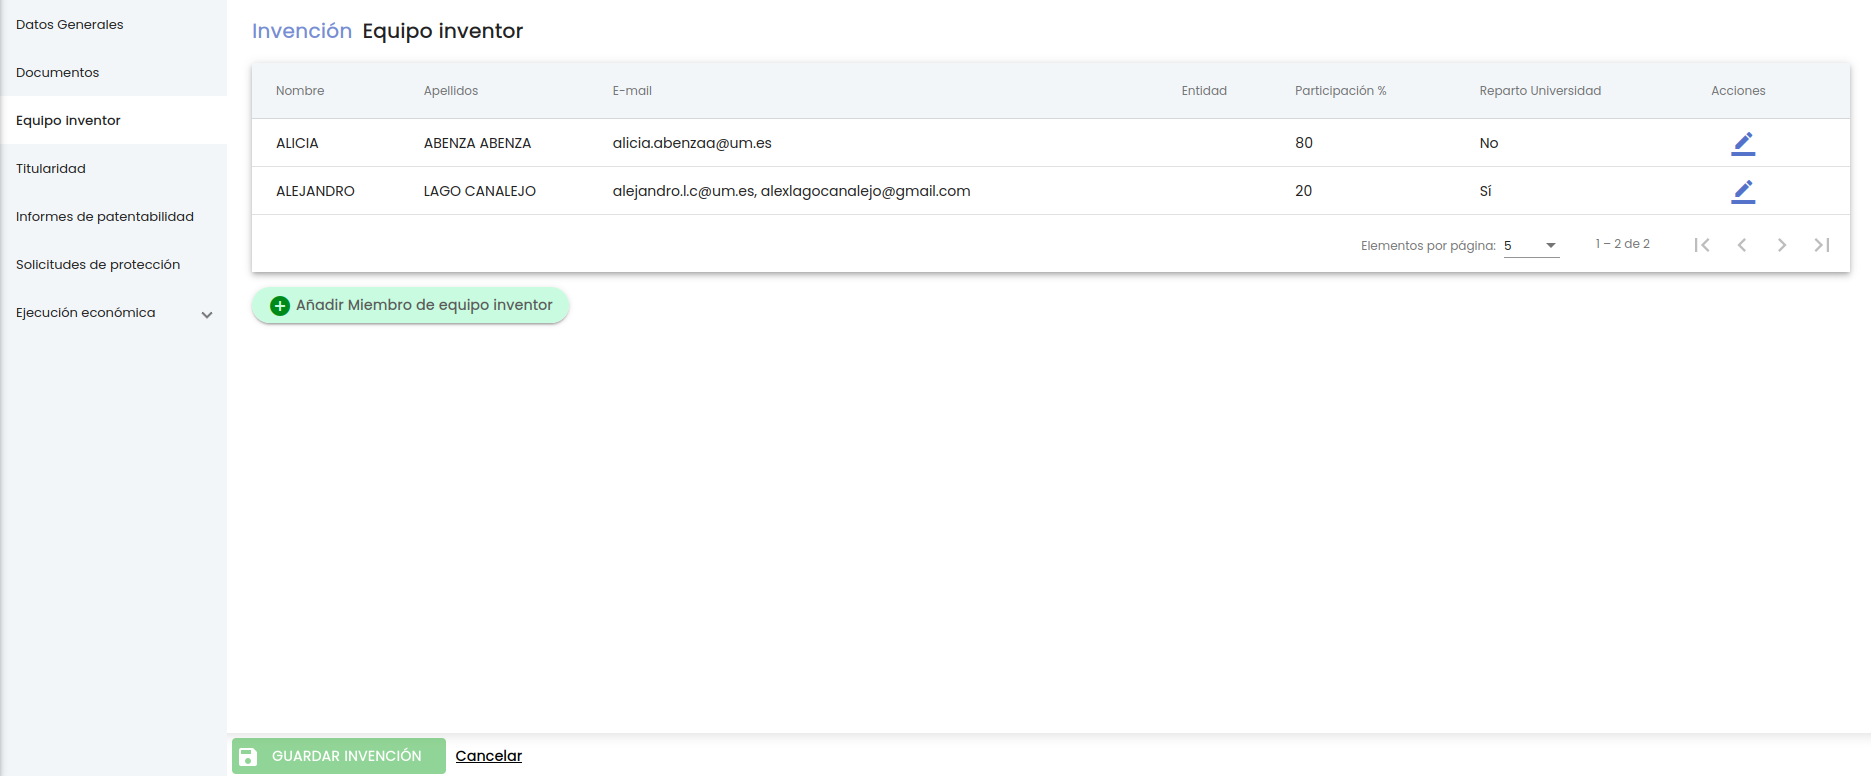 Datos Generales
Documentos
Equipo inventor
Titularidad
Informes de patentabilidad
Solicitudes de protección
Ejecución económica
Invención Equipo inventor
Nombre Apellidos E-mail Entidad Participación % Reparto Universidad Acciones
ALICIA ABENZA ABENZA alicia.abenzaa@um.es 80 No
ALEJANDRO LAGO CANALEJO alejandro.l.c@um.es, alexlagocanalejo@gmail.com 20 Sí
Elementos por página: 5 1 – 2 de 2
Añadir Miembro de equipo inventor
GUARDAR INVENCIÓN Cancelar